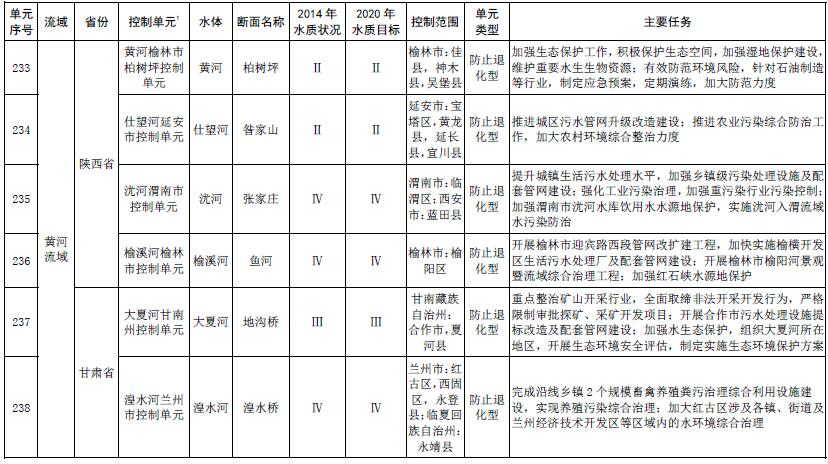 单元
序号
流域
省份
控制单元1
水体
断面名称
2014 年
水质状况
2020 年
水质目标
控制范围
单元
类型
主要任务
黄河
流域
陕西省
233
黄河榆林市
柏树坪控制
单元
黄河
柏树坪
II
II
榆林市：佳
县，神木
县，吴堡县
防止退
化型
加强生态保护工作，积极保护生态空间，加强湿地保护建设，
维护重要水生生物资源；有效防范环境风险，针对石油制造
等行业，制定应急预案，定期演练，加大防范力度
234
仕望河延安
市控制单元
仕望河
昝家山
II
II
延安市：宝
塔区，黄龙
县，延长
县，宜川县
防止退
化型
推进城区污水管网升级改造建设；推进农业污染综合防治工
作，加大农村环境综合整治力度
235
沋河渭南市
控制单元
沋河
张家庄
IV
IV
渭南市：临
渭区；西安
市：蓝田县
防止退
化型
提升城镇生活污水处理水平，加强乡镇级污染处理设施及配
套管网建设；强化工业污染治理，加强重污染行业污染控制；
加强渭南市沋河水库饮用水水源地保护，实施沋河入渭流域
水污染防治
236
榆溪河榆林
市控制单元
榆溪河
鱼河
IV
IV
榆林市：榆
阳区
防止退
化型
开展榆林市迎宾路西段管网改扩建工程，加快实施榆横开发
区生活污水处理厂及配套管网建设；开展榆林市榆阳河景观
暨流域综合治理工程；加强红石峡水源地保护
甘肃省
237
大夏河甘南
州控制单元
大夏河
地沟桥
III
III
甘南藏族
自治州：
合作市，夏
河县
防止退
化型
重点整治矿山开采行业，全面取缔非法开采开发行为，严格
限制审批探矿、采矿开发项目；开展合作市污水处理设施提
标改造及配套管网建设；加强水生态保护，组织大夏河所在
地区，开展生态环境安全评估，制定实施生态环境保护方案
238
湟水河兰州
市控制单元
湟水河
湟水桥
IV
IV
兰州市：红
古区，西固
区，永登
县；临夏回
族自治州：
永靖县
防止退
化型
完成沿线乡镇 2 个规模畜禽养殖粪污治理综合利用设施建
设，实现养殖污染综合治理；加大红古区涉及各镇、街道及
兰州经济技术开发区等区域内的水环境综合治理